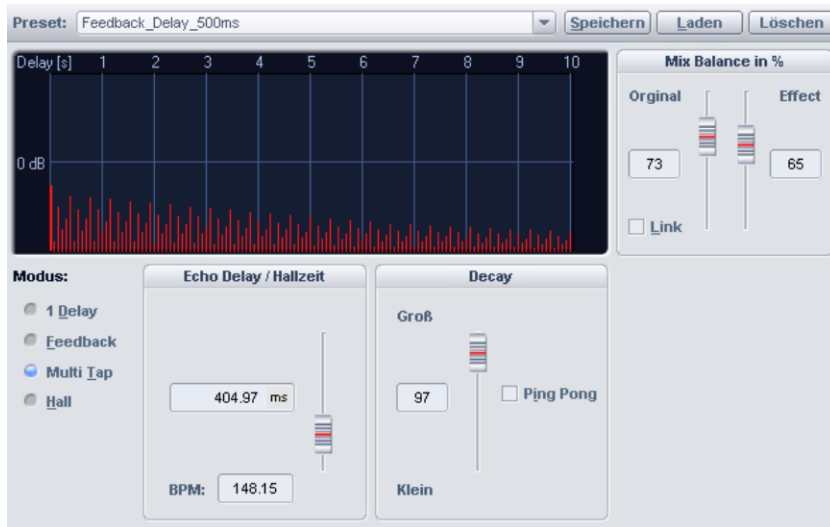 Preset: Feedback_Delay_500ms Speichern Laden Löschen
Delay [s] 1 2 3 4 5 6 7 8 9 10
0 dB
Mix Balance in %
Orginal Effect
73 65
Link
Modus:
1 Delay
Feedback
Multi Tap
Hall
Echo Delay / Hallzeit
404.97 ms
BPM: 148.15
Decay
Groß
97 Ping Pong
Klein